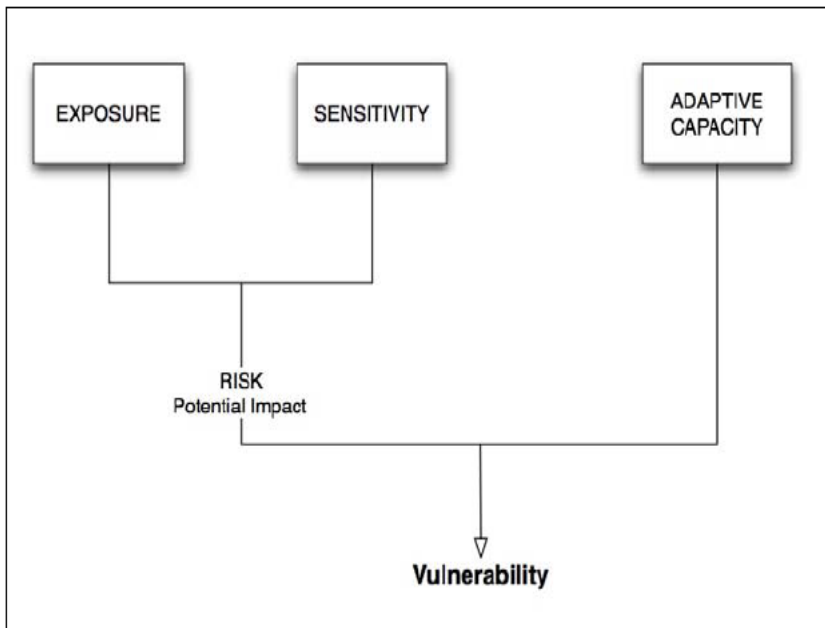 EXPOSURE
SENSITIVITY
ADAPTIVE
CAPACITY
RISK
Potential Impact
Vulnerability